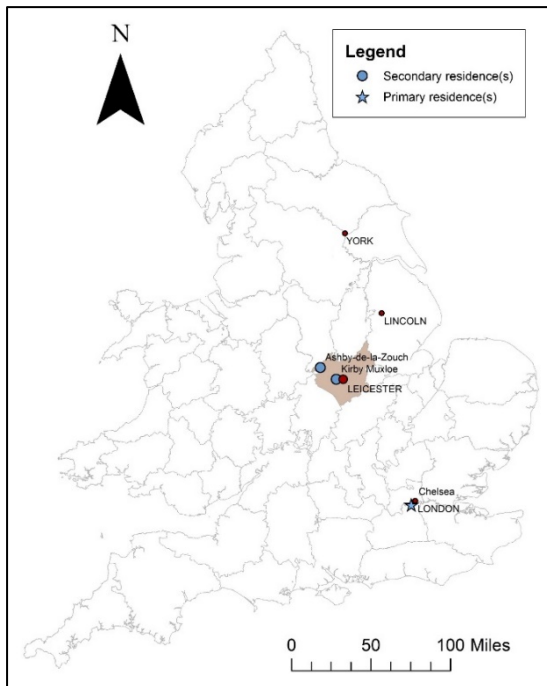 N
Legend
Secondary residence(s)
Primary residence(s)
YORK
LINCOLN
Ashby-de-la-Zouch
Kirby Muxloe
LEICESTER
Chelsea
LONDON
0 50 100 Miles